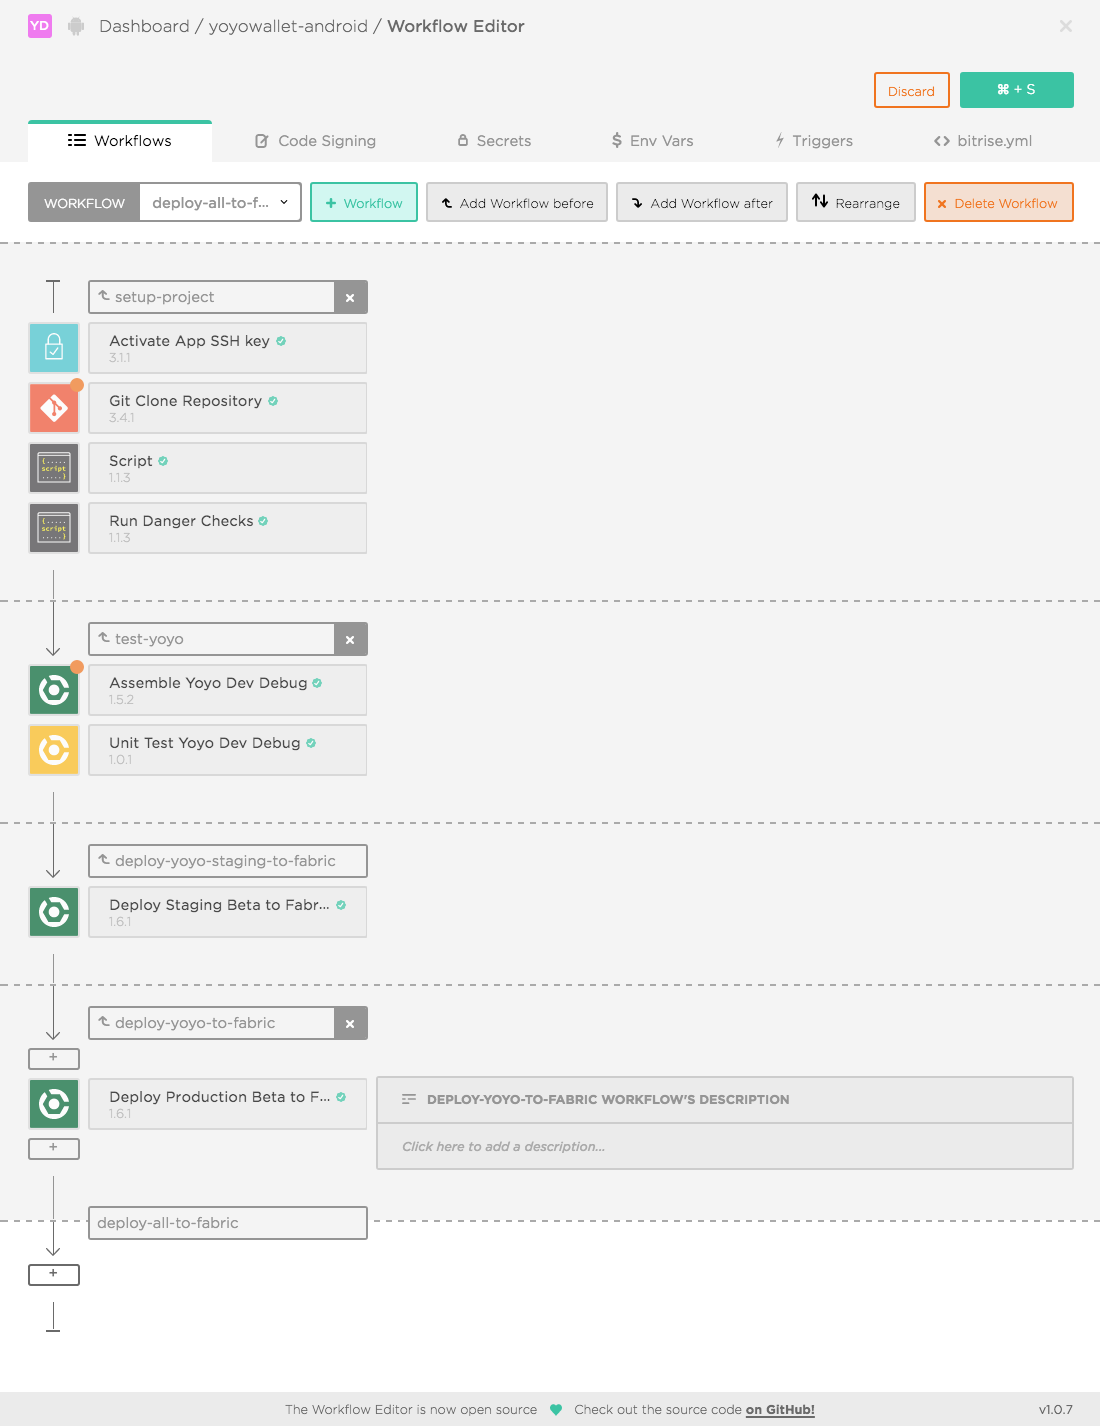 YD Dashboard / yoyowallet-android / Workflow Editor
Discard ⌘ + S
Workflows Code Signing Secrets $ Env Vars Triggers <> bitrise.yml
WORKFLOW deploy-all-to-f... + Workflow Add Workflow before Add Workflow after Rearrange × Delete Workflow
setup-project ×
Activate App SSH key
3.1.1
Git Clone Repository
3.4.1
{.....
script
.....}
Script
1.1.3
{.....
script
.....}
Run Danger Checks
1.1.3
test-yoyo ×
Assemble Yoyo Dev Debug
1.5.2
Unit Test Yoyo Dev Debug
1.0.1
deploy-yoyo-staging-to-fabric
Deploy Staging Beta to Fabr...
1.6.1
deploy-yoyo-to-fabric ×
+
Deploy Production Beta to F...
1.6.1
DEPLOY-YOYO-TO-FABRIC WORKFLOW'S DESCRIPTION
Click here to add a description...
+
deploy-all-to-fabric
+
The Workflow Editor is now open source Check out the source code on GitHub! v1.0.7